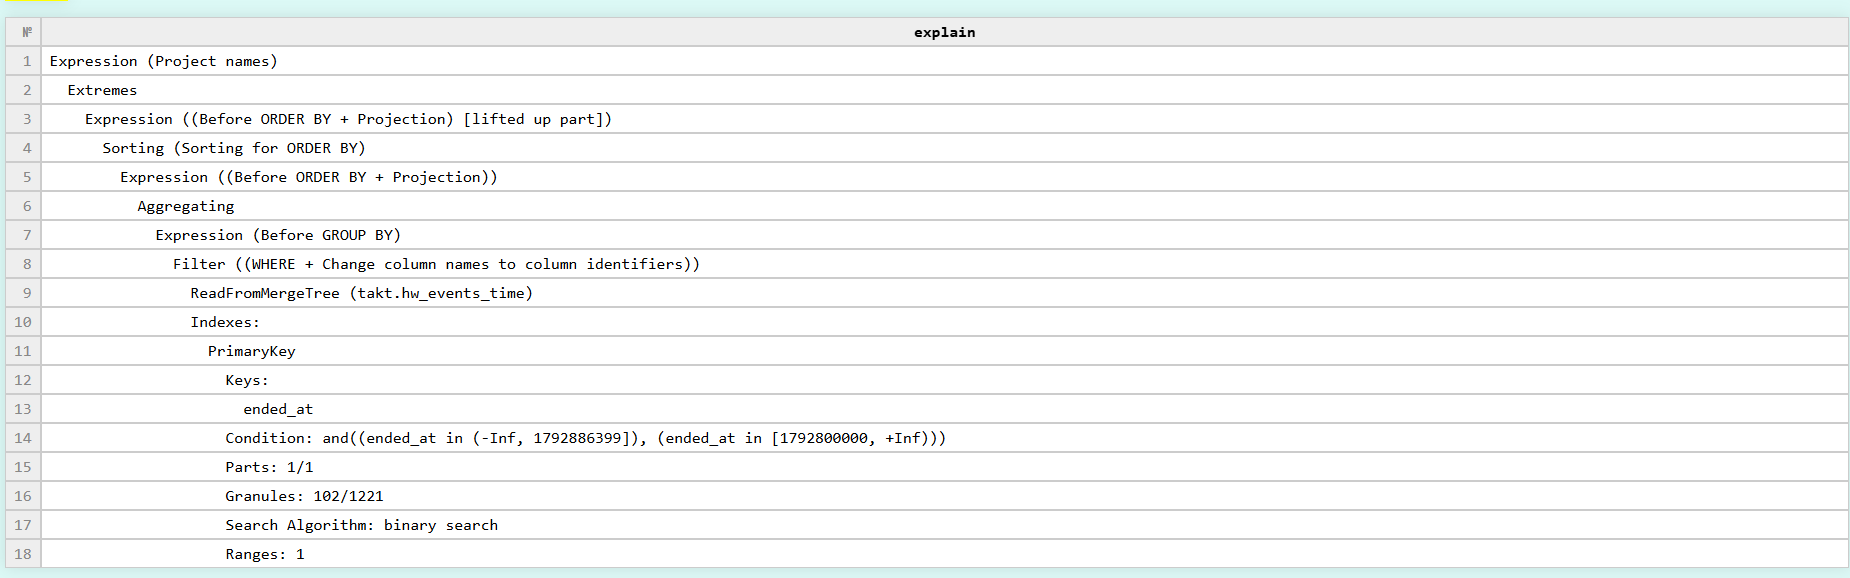 № explain
1 Expression (Project names)
2 Extremes
3 Expression ((Before ORDER BY + Projection) [lifted up part])
4 Sorting (Sorting for ORDER BY)
5 Expression ((Before ORDER BY + Projection))
6 Aggregating
7 Expression (Before GROUP BY)
8 Filter ((WHERE + Change column names to column identifiers))
9 ReadFromMergeTree (takt.hw_events_time)
10 Indexes:
11 PrimaryKey
12 Keys:
13 ended_at
14 Condition: and((ended_at in (-Inf, 1792886399]), (ended_at in [1792800000, +Inf)))
15 Parts: 1/1
16 Granules: 102/1221
17 Search Algorithm: binary search
18 Ranges: 1